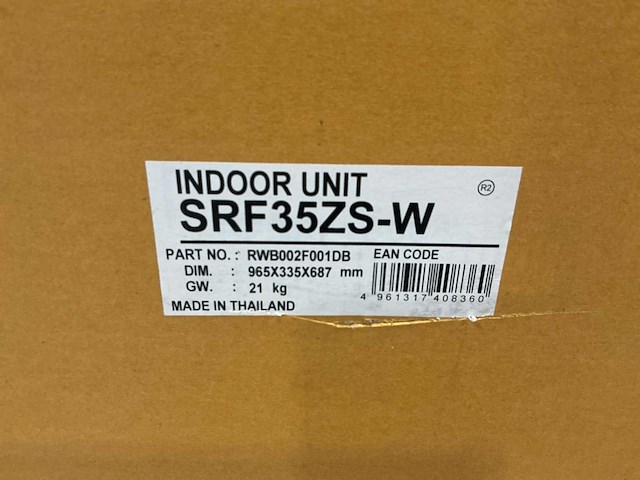 INDOOR UNIT
R2
SRF35ZS-W
PART NO. : RWB002F001DB
EAN CODE
DIM. : 965X335X687 mm
GW. : 21 kg
4 961317 408360
MADE IN THAILAND